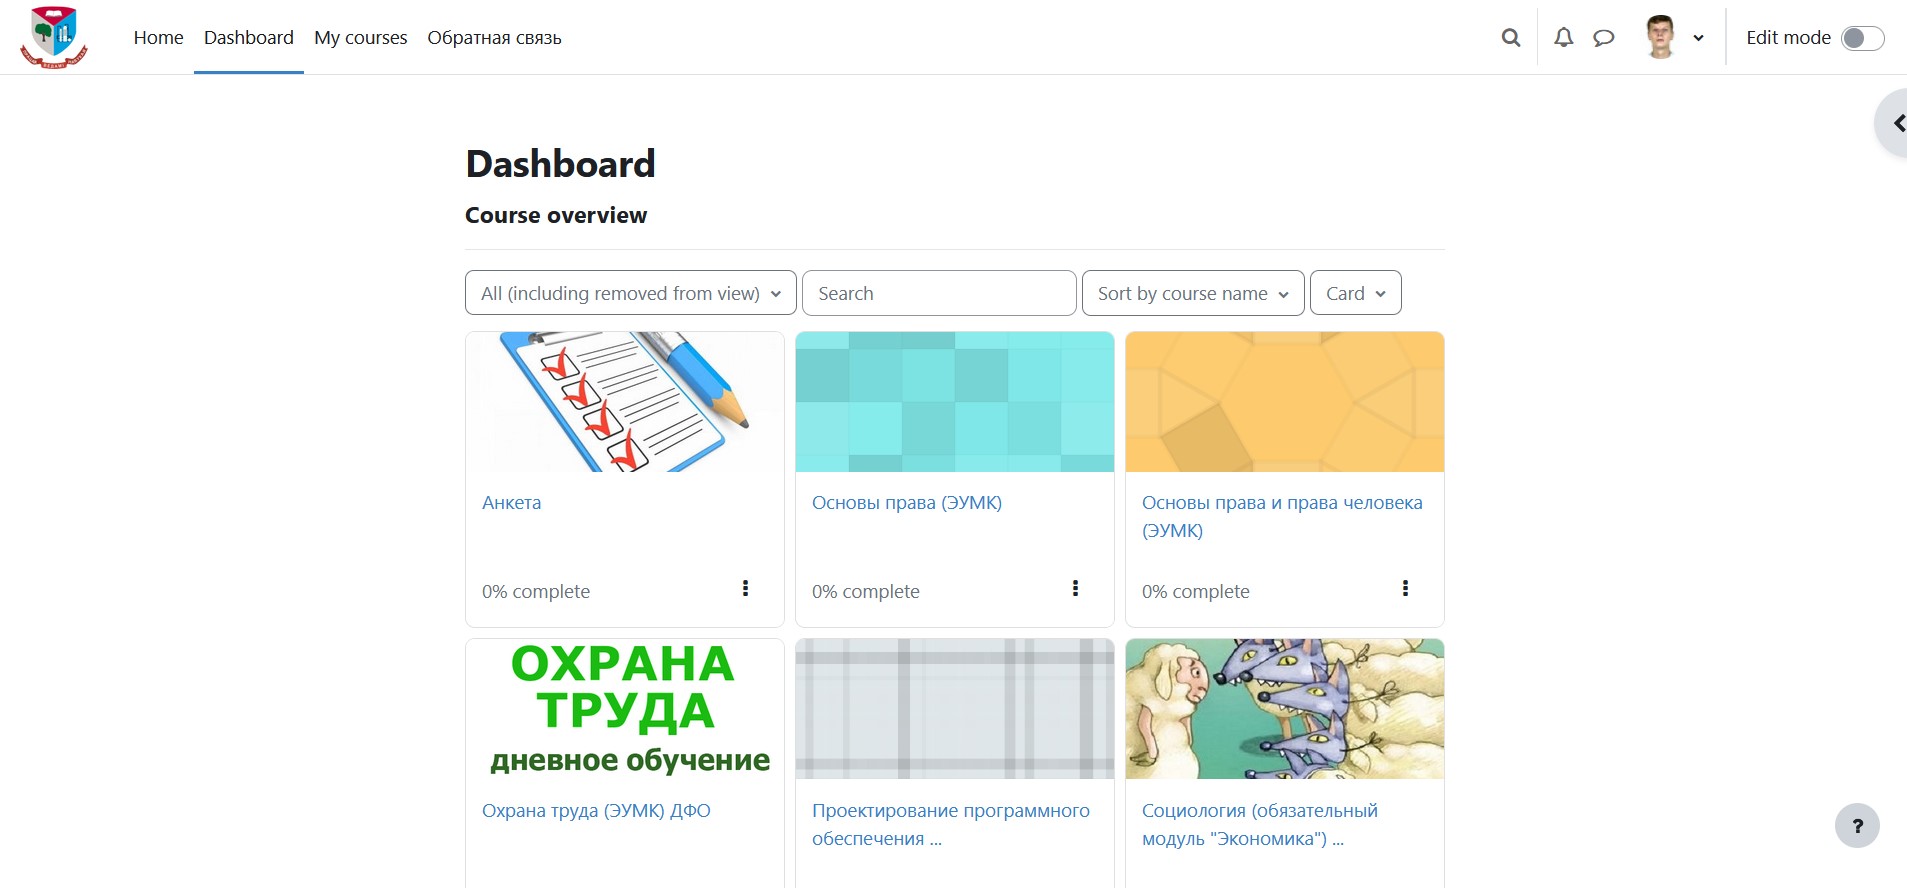 Home Dashboard My courses Обратная связь Edit mode
Dashboard
Course overview
All (including removed from view) Search Sort by course name Card
Анкета
0% complete
Основы права (ЭУМК)
0% complete
Основы права и права человека
(ЭУМК)
0% complete
ОХРАНА
ТРУДА
дневное обучение
Охрана труда (ЭУМК) ДФО
Проектирование программного
обеспечения ...
Социология (обязательный
модуль "Экономика") ...
?